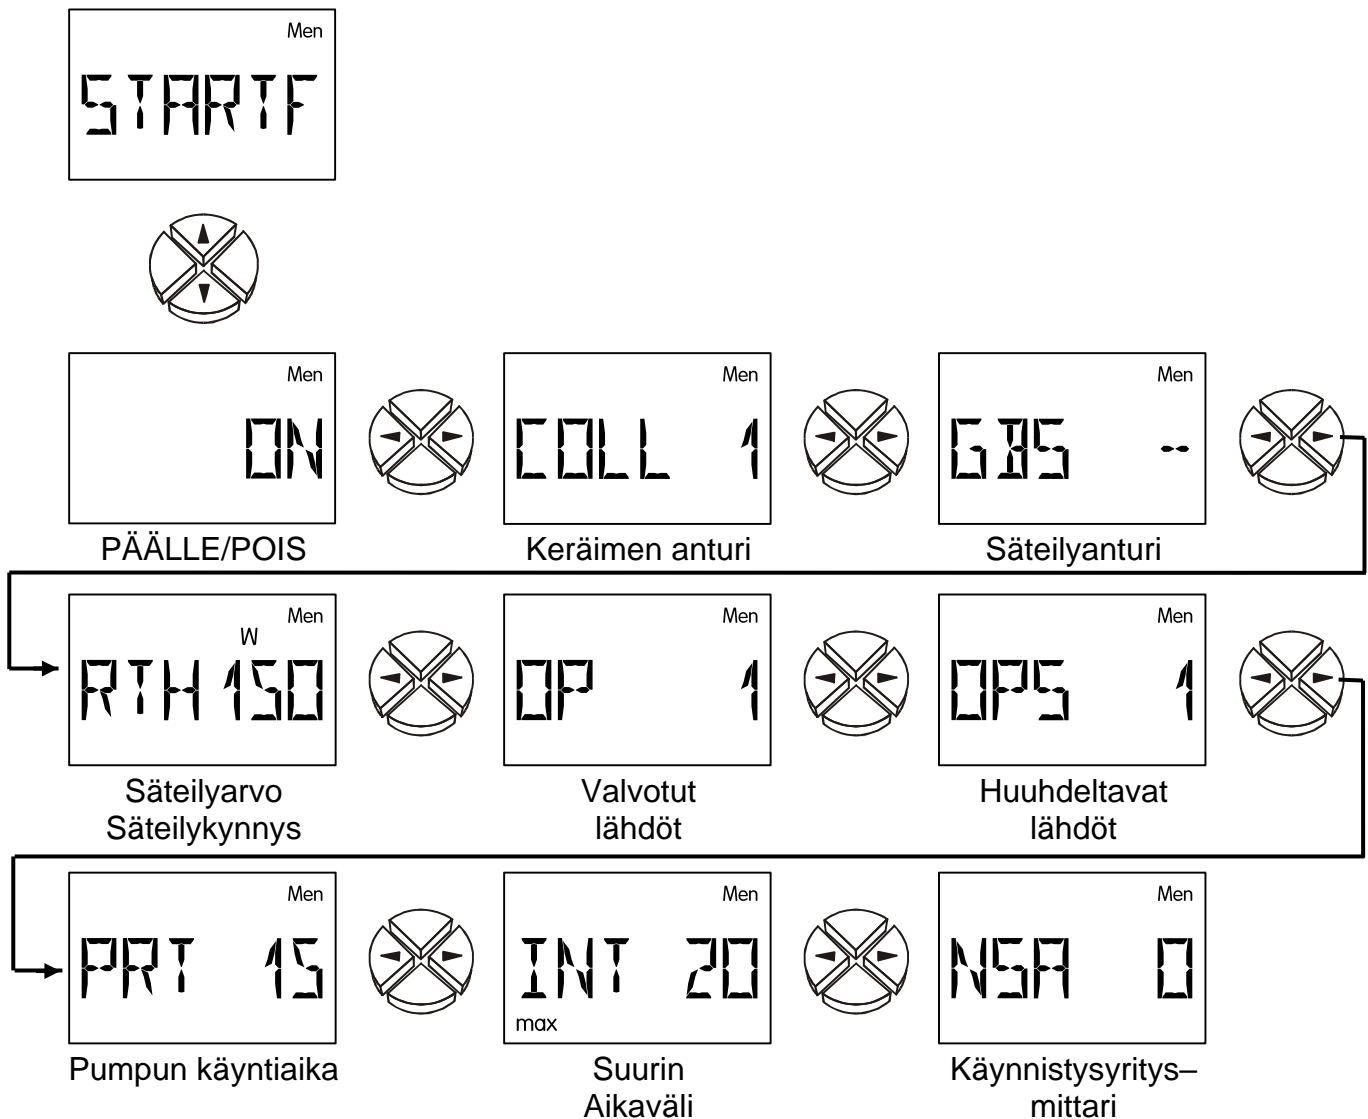 Men
STARTF
Men
ON
Men
COLL 1
Men
GBS --
PÄÄLLE/POIS
Keräimen anturi
Säteilyanturi
Men
W
RTH 150
Men
OP 1
Men
OPS 1
Säteilyarvo
Säteilykynnys
Valvotut
lähdöt
Huuhdeltavat
lähdöt
Men
PRT 15
Men
INT 20
max
Men
NSA 0
Pumpun käyntiaika
Suurin
Aikaväli
Käynnistysyritys–
mittari